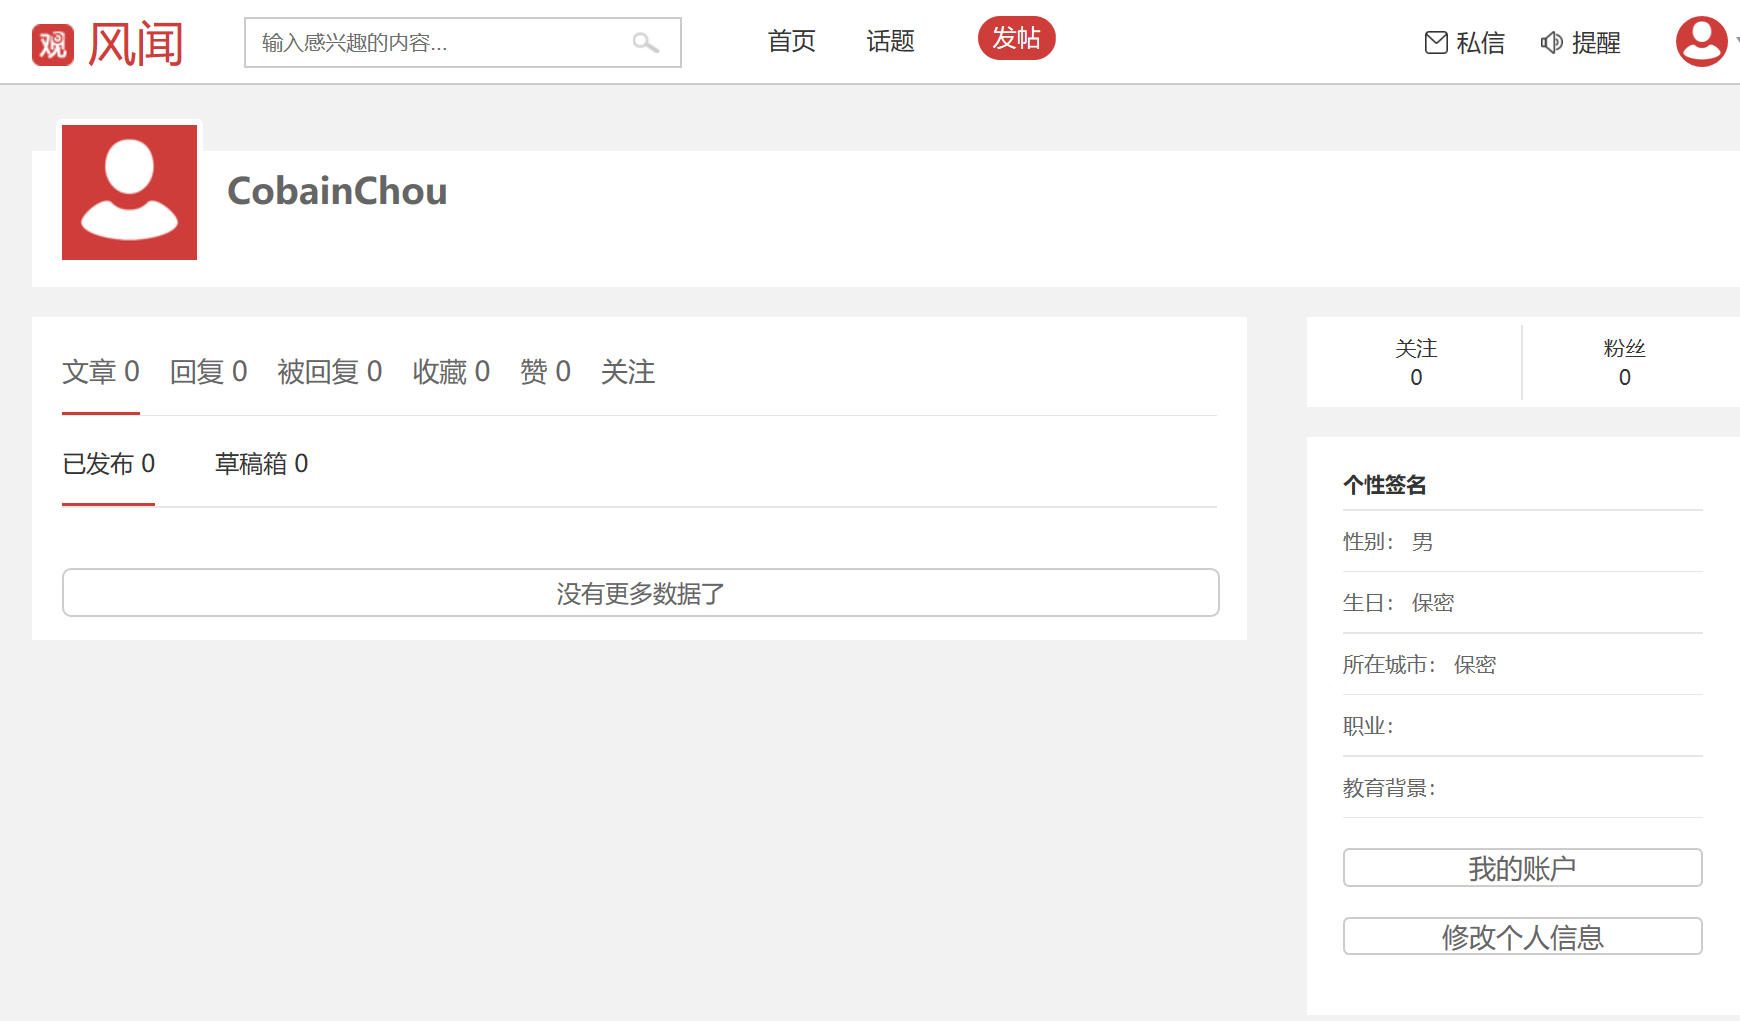 观 风闻 输入感兴趣的内容... 首页 话题 发帖 私信 提醒
CobainChou
文章 0 回复 0 被回复 0 收藏 0 赞 0 关注
已发布 0 草稿箱 0
没有更多数据了
关注 粉丝
0 0
个性签名
性别： 男
生日： 保密
所在城市： 保密
职业：
教育背景：
我的账户
修改个人信息